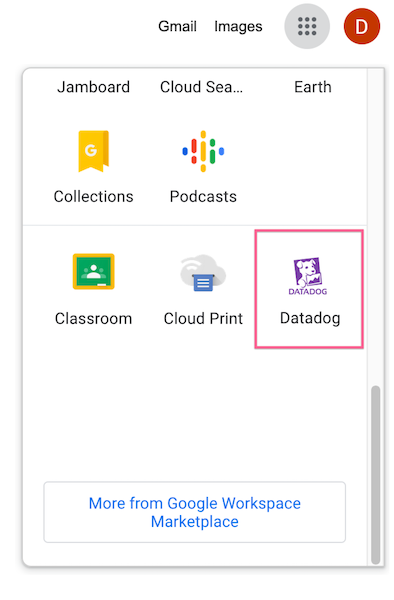 Gmail Images D
Jamboard Cloud Sea... Earth
G
Collections Podcasts
DATADOG
Classroom Cloud Print Datadog
More from Google Workspace
Marketplace